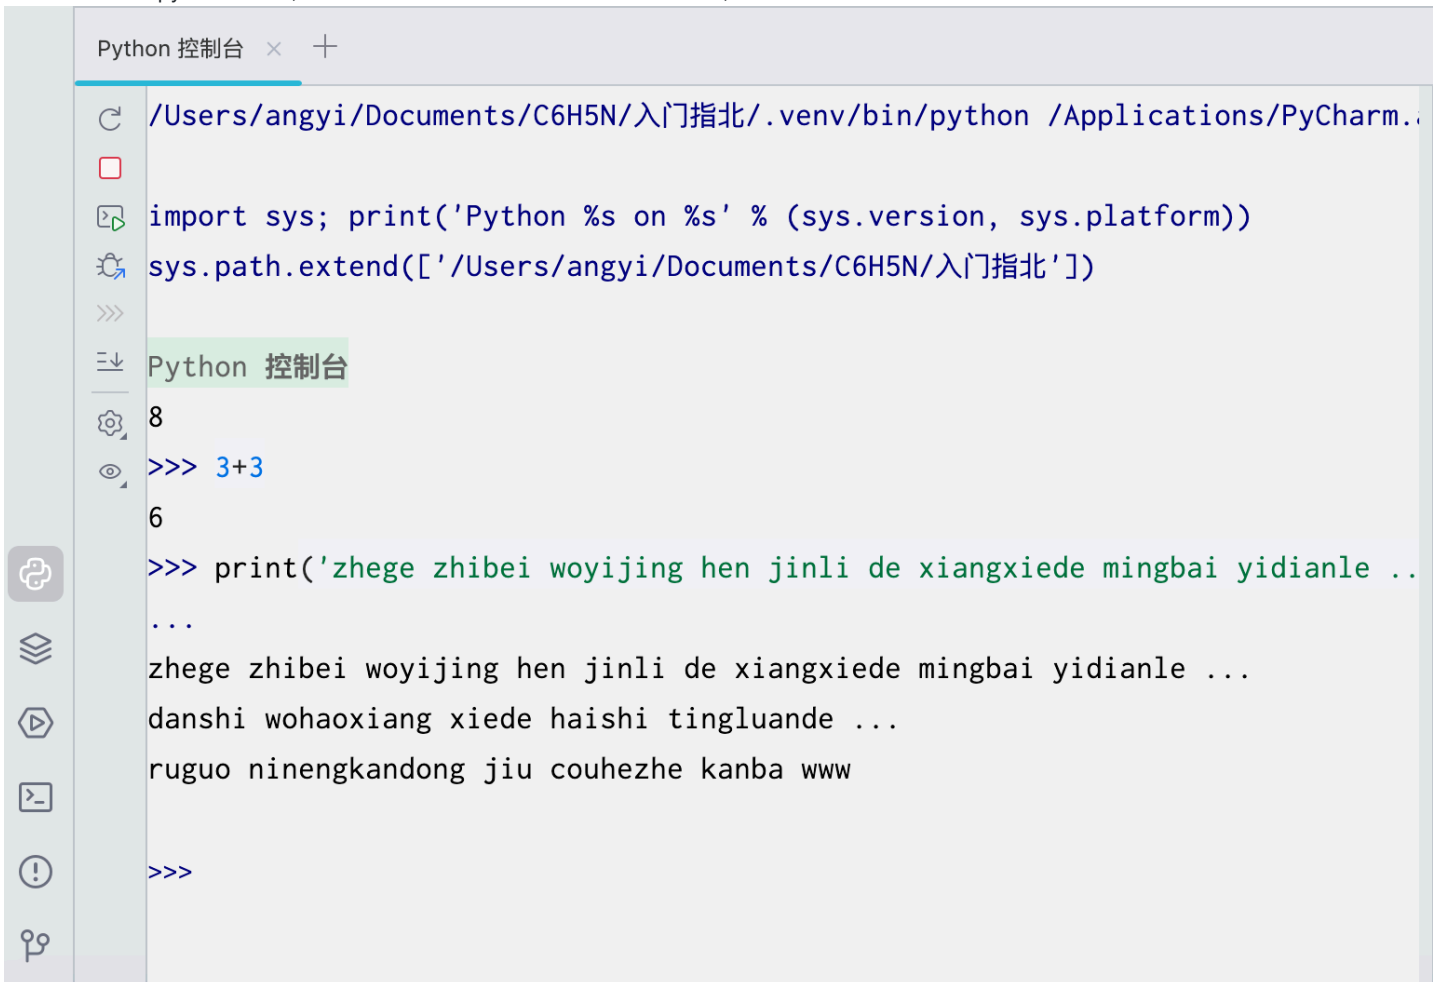 Python 控制台
/Users/angyi/Documents/C6H5N/入门指北/.venv/bin/python /Applications/PyCharm.
import sys; print('Python %s on %s' % (sys.version, sys.platform))
sys.path.extend(['/Users/angyi/Documents/C6H5N/入门指北'])
Python 控制台
8
>>> 3+3
6
>>> print('zhege zhibei woyijing hen jinli de xiangxiede mingbai yidianle ..
...
zhege zhibei woyijing hen jinli de xiangxiede mingbai yidianle ...
danshi wohaoxiang xiede haishi tingluande ...
ruguo ninengkandong jiu couhezhe kanba www
>>>